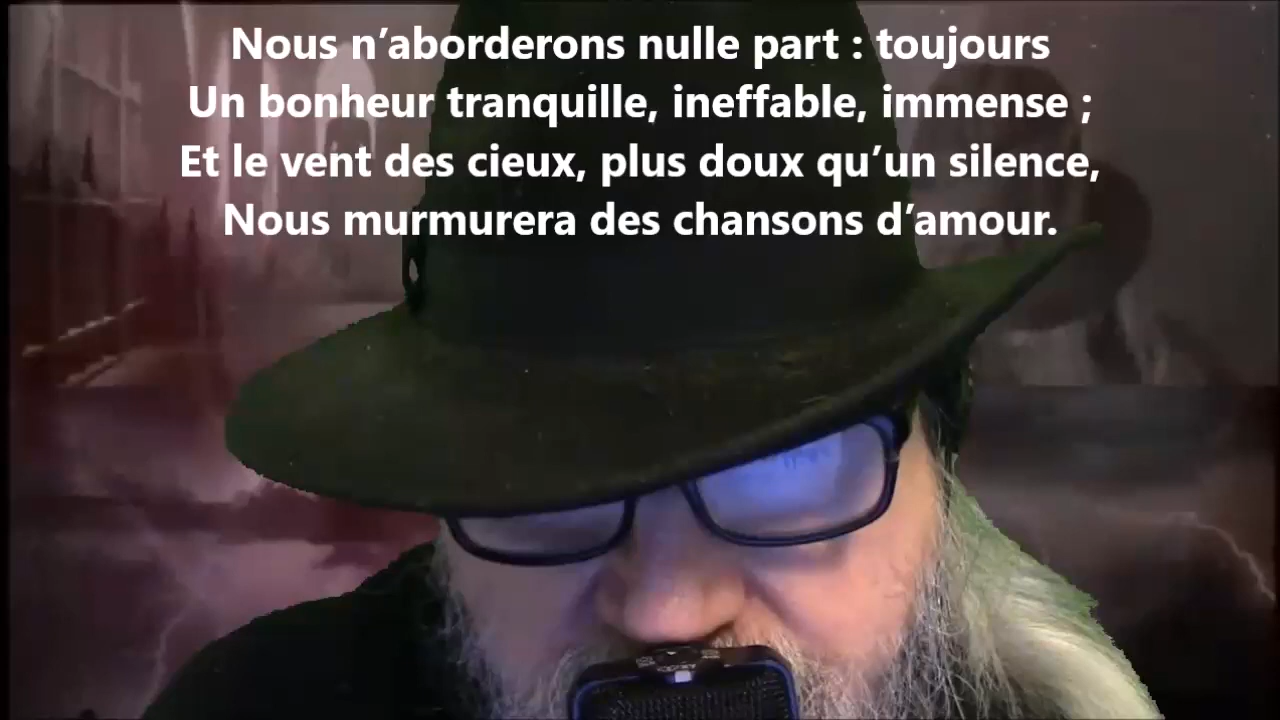 Nous n’aborderons nulle part : toujours
Un bonheur tranquille, ineffable, immense ;
Et le vent des cieux, plus doux qu’un silence,
Nous murmurera des chansons d’amour.